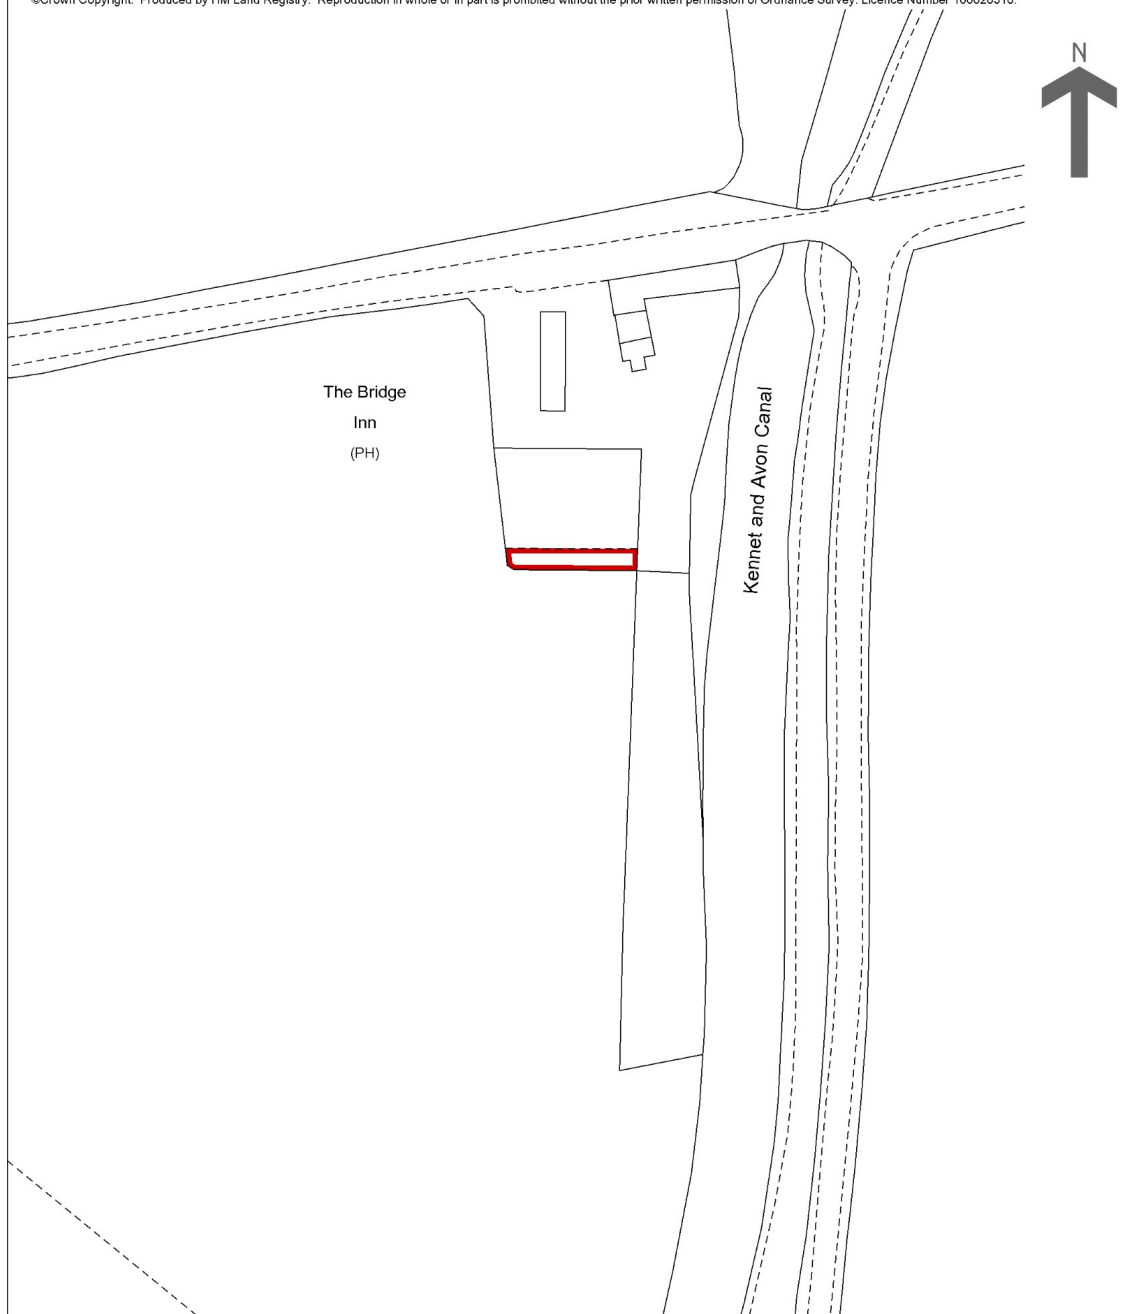 ©Crown Copyright. Produced by HM Land Registry. Reproduction in whole or in part is prohibited without the prior written permission of Ordnance Survey. Licence Number 100026316.
N
The Bridge
Inn
(PH)
Kennet and Avon Canal